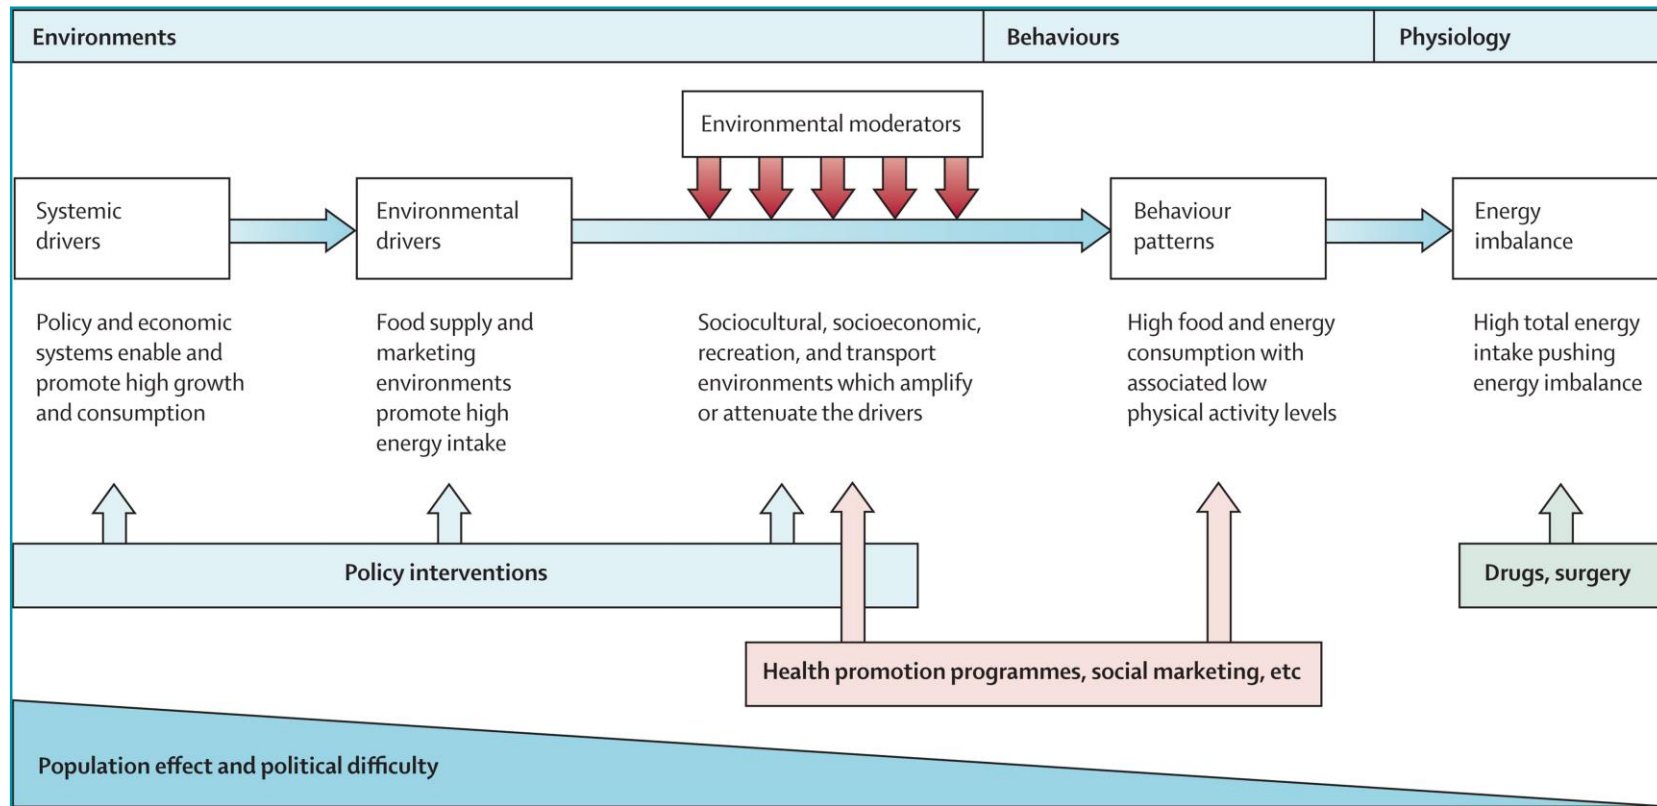 Environments
Behaviours
Physiology
Environmental moderators
Systemic
drivers
Environmental
drivers
Behaviour
patterns
Energy
imbalance
Policy and economic
systems enable and
promote high growth
and consumption
Food supply and
marketing
environments
promote high
energy intake
Sociocultural, socioeconomic,
recreation, and transport
environments which amplify
or attenuate the drivers
High food and energy
consumption with
associated low
physical activity levels
High total energy
intake pushing
energy imbalance
Policy interventions
Drugs, surgery
Health promotion programmes, social marketing, etc
Population effect and political difficulty